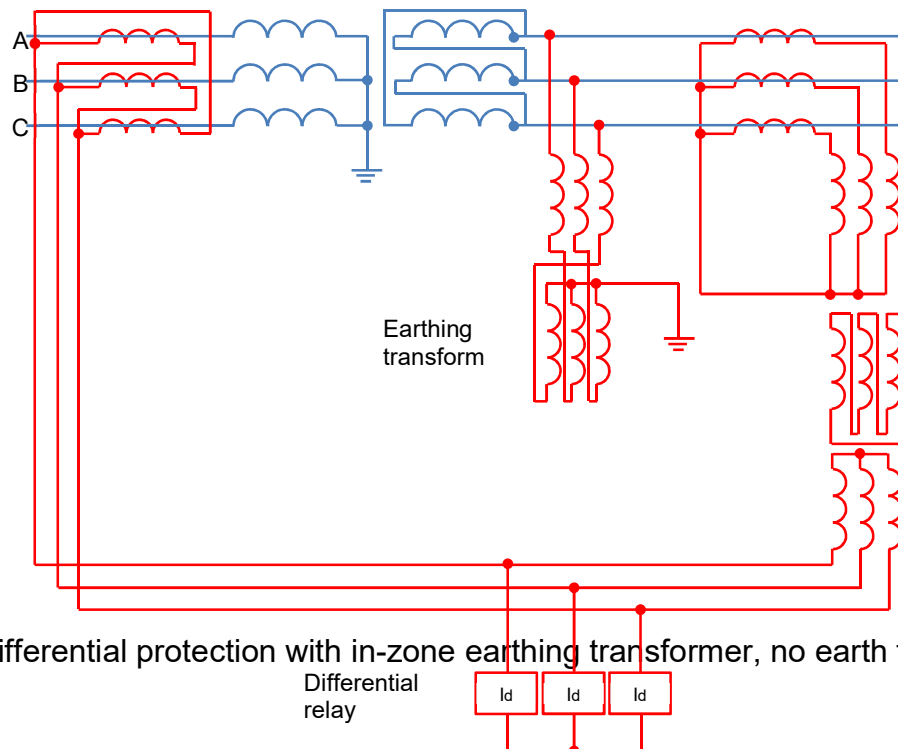 A
B
C
Earthing
transform
ifferential protection with in-zone earthing transformer, no earth
Differential
relay
Id Id Id